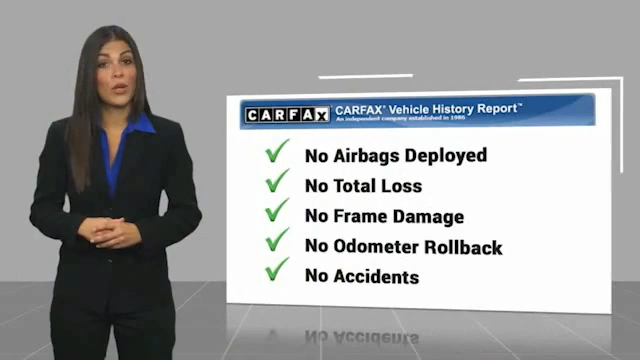 CARFAX CARFAX® Vehicle History Report™
An independent company established in 1986
No Airbags Deployed
No Total Loss
No Frame Damage
No Odometer Rollback
No Accidents